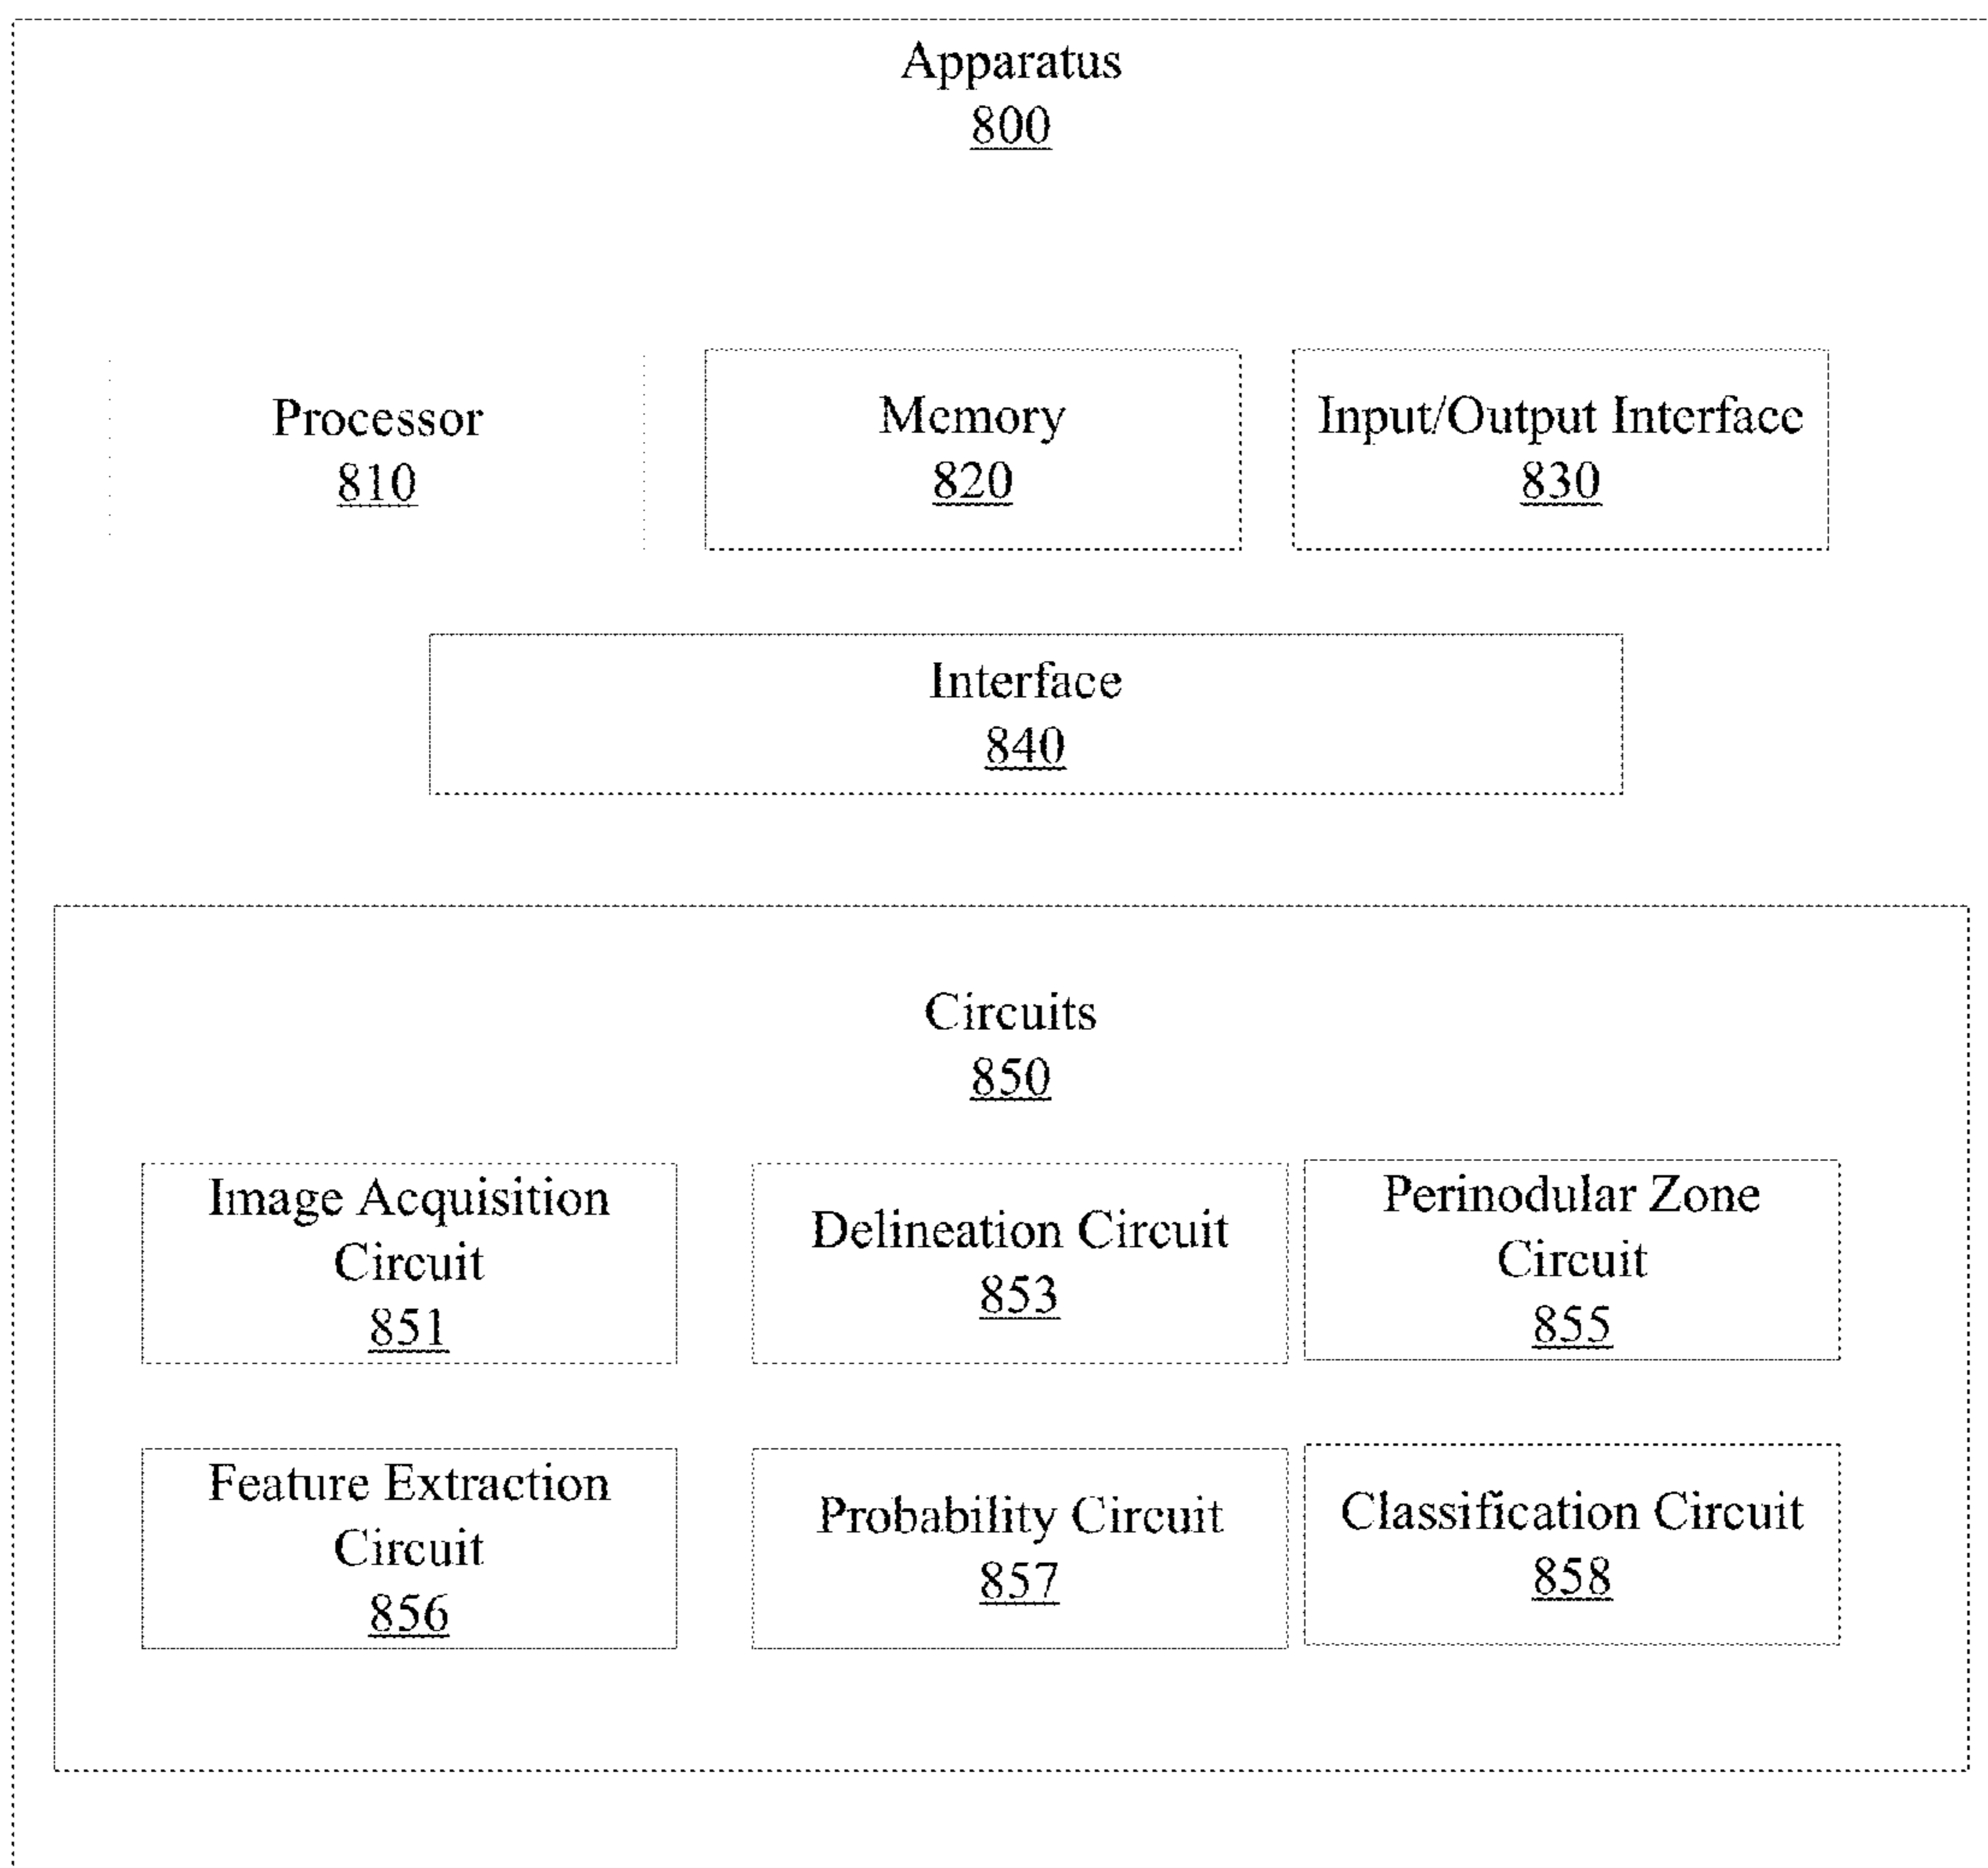 Apparatus
800
Processor
810
Memory
820
Input/Output Interface
830
Interface
840
Circuits
850
Image Acquisition
Circuit
851
Delineation Circuit
853
Perinodular Zone
Circuit
855
Feature Extraction
Circuit
856
Probability Circuit
857
Classification Circuit
858